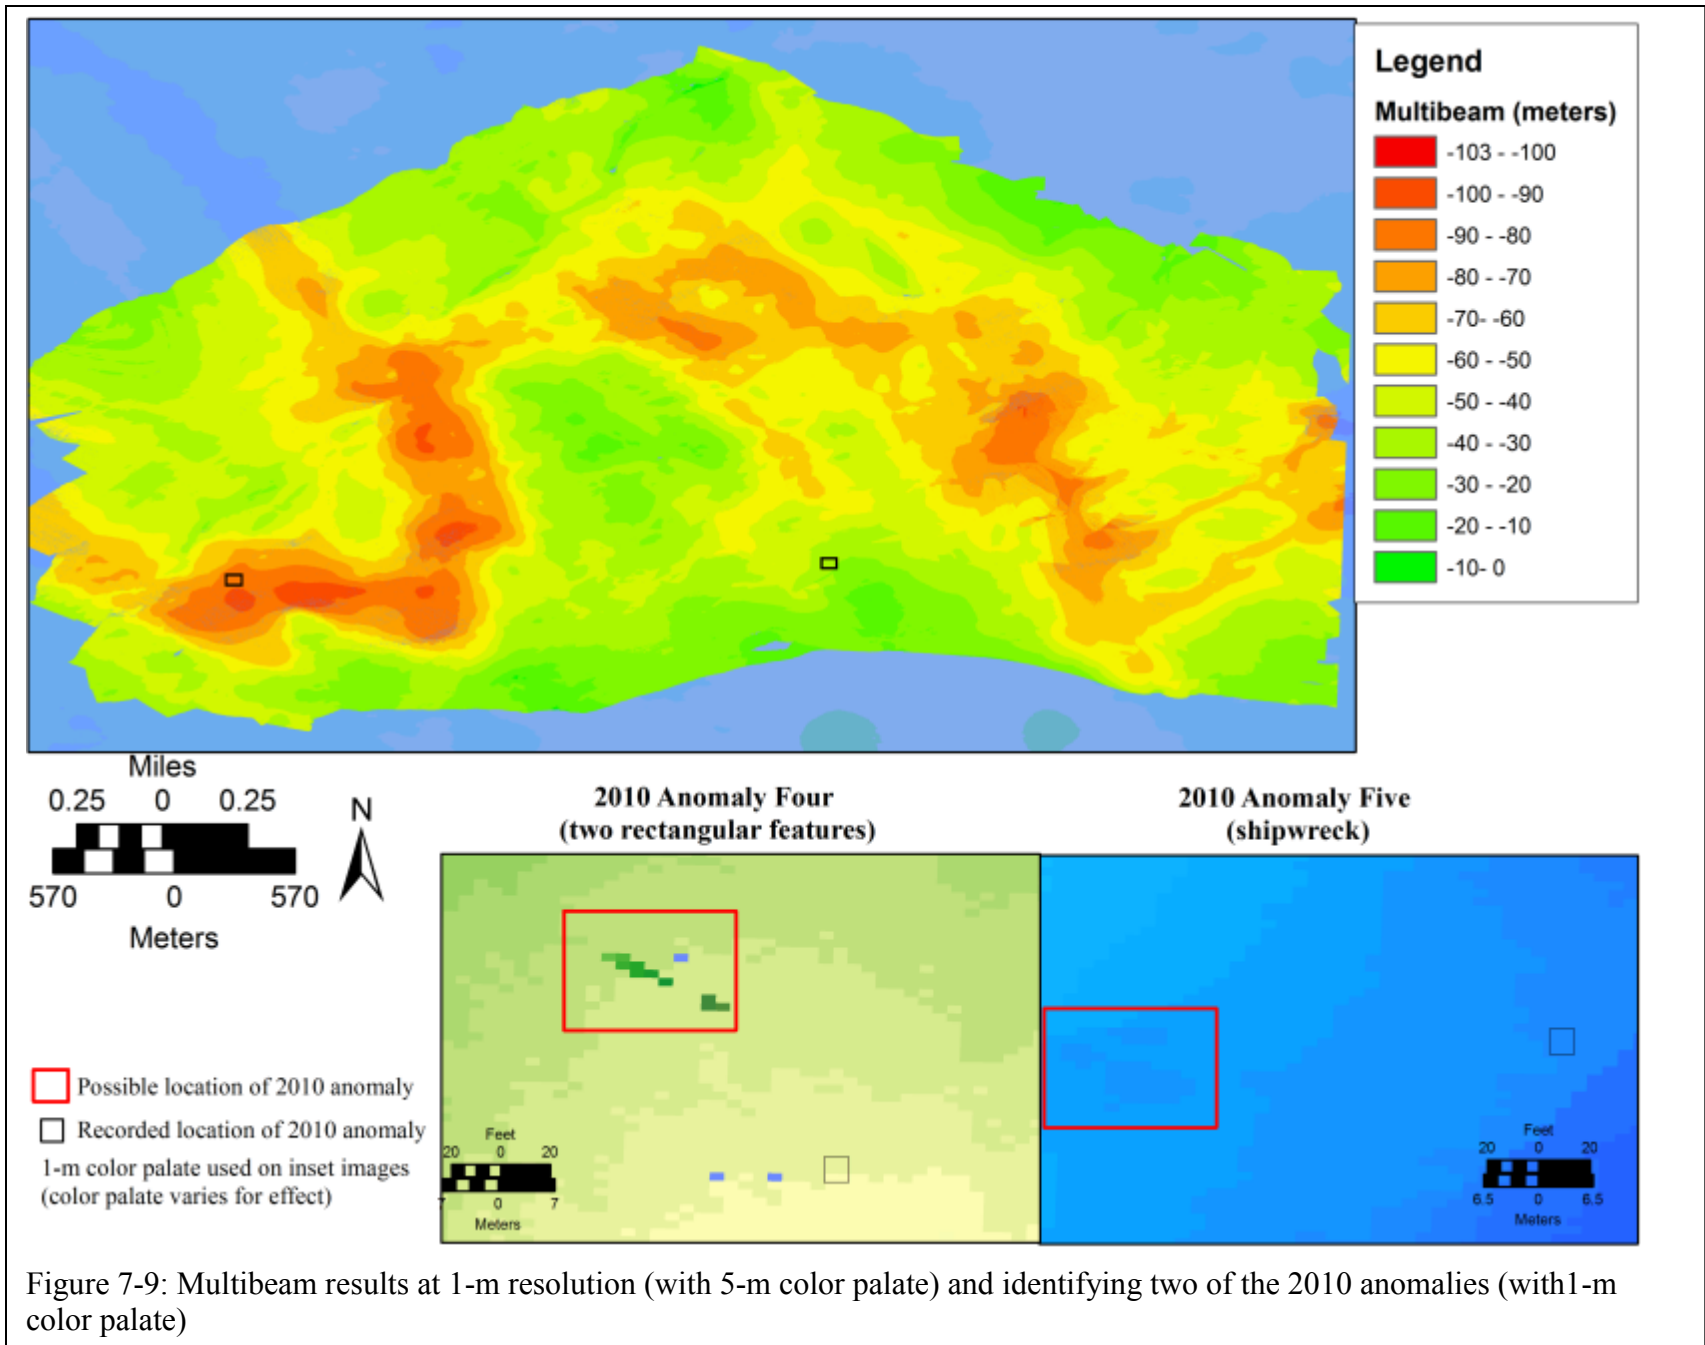 Legend
Multibeam (meters)
-103 - -100
-100 - -90
-90 - -80
-80 - -70
-70- -60
-60 - -50
-50 - -40
-40 - -30
-30 - -20
-20 - -10
-10- 0
Miles
0.25 0 0.25
570 0 570
Meters
N
2010 Anomaly Four
(two rectangular features)
2010 Anomaly Five
(shipwreck)
Possible location of 2010 anomaly
Recorded location of 2010 anomaly
1-m color palate used on inset images
(color palate varies for effect)
Feet
20 0 20
7 0 7
Meters
Feet
20 0 20
6.5 0 6.5
Meters
Figure 7-9: Multibeam results at 1-m resolution (with 5-m color palate) and identifying two of the 2010 anomalies (with1-m
color palate)